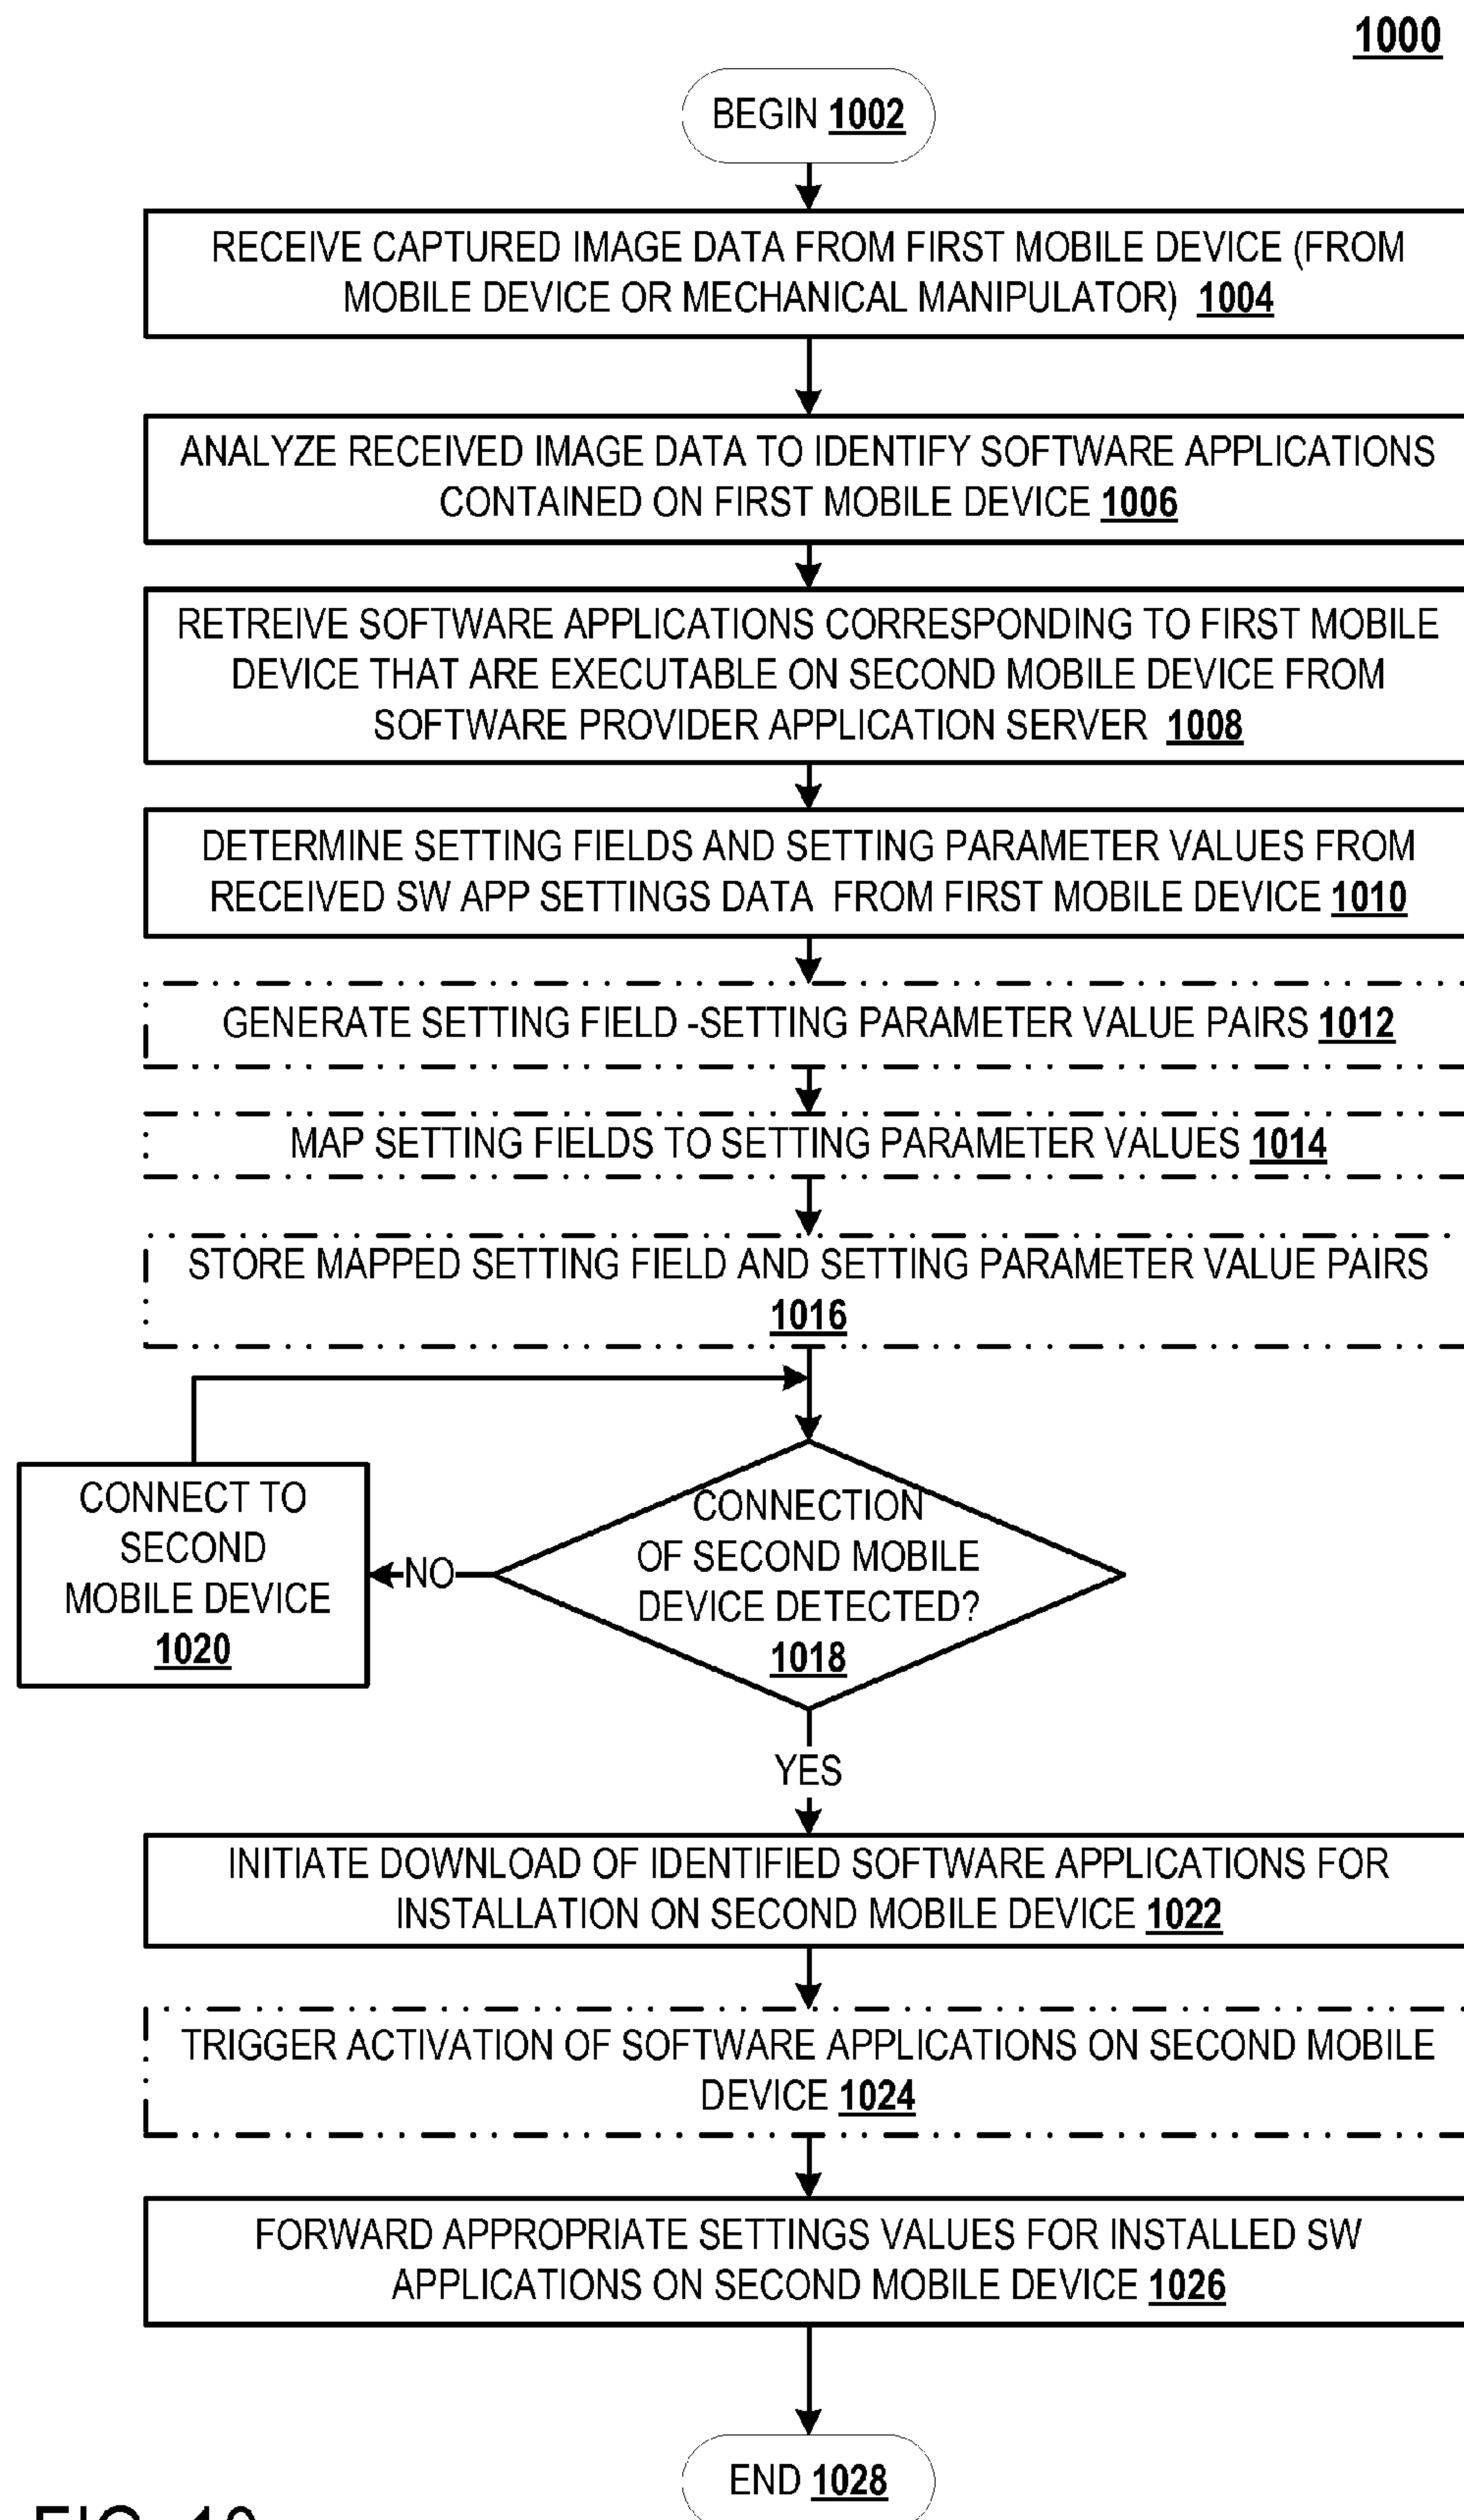 1000
BEGIN 1002
RECEIVE CAPTURED IMAGE DATA FROM FIRST MOBILE DEVICE (FROM
MOBILE DEVICE OR MECHANICAL MANIPULATOR) 1004
ANALYZE RECEIVED IMAGE DATA TO IDENTIFY SOFTWARE APPLICATIONS
CONTAINED ON FIRST MOBILE DEVICE 1006
RETREIVE SOFTWARE APPLICATIONS CORRESPONDING TO FIRST MOBILE
DEVICE THAT ARE EXECUTABLE ON SECOND MOBILE DEVICE FROM
SOFTWARE PROVIDER APPLICATION SERVER 1008
DETERMINE SETTING FIELDS AND SETTING PARAMETER VALUES FROM
RECEIVED SW APP SETTINGS DATA FROM FIRST MOBILE DEVICE 1010
GENERATE SETTING FIELD -SETTING PARAMETER VALUE PAIRS 1012
MAP SETTING FIELDS TO SETTING PARAMETER VALUES 1014
STORE MAPPED SETTING FIELD AND SETTING PARAMETER VALUE PAIRS
1016
CONNECTION
OF SECOND MOBILE
DEVICE DETECTED?
1018
NO
CONNECT TO
SECOND
MOBILE DEVICE
1020
YES
INITIATE DOWNLOAD OF IDENTIFIED SOFTWARE APPLICATIONS FOR
INSTALLATION ON SECOND MOBILE DEVICE 1022
TRIGGER ACTIVATION OF SOFTWARE APPLICATIONS ON SECOND MOBILE
DEVICE 1024
FORWARD APPROPRIATE SETTINGS VALUES FOR INSTALLED SW
APPLICATIONS ON SECOND MOBILE DEVICE 1026
END 1028
FIG. 10